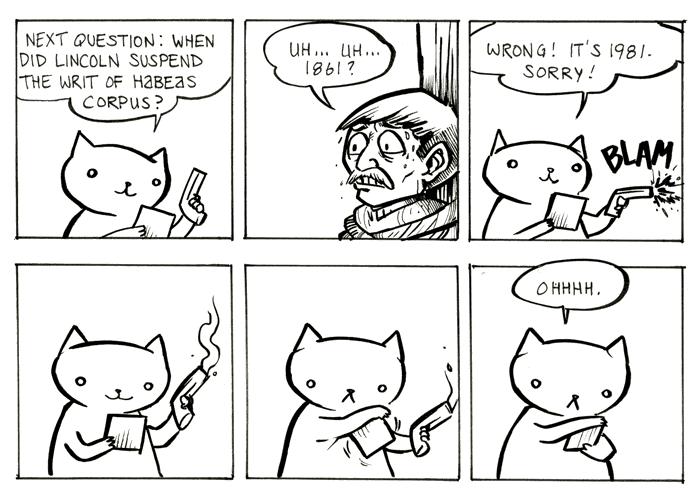 NEXT QUESTION: WHEN
DID LINCOLN SUSPEND
THE WRIT OF HABEAS
CORPUS?
UH... UH...
1861?
WRONG! IT'S 1981.
SORRY!
BLAM
OHHHH.